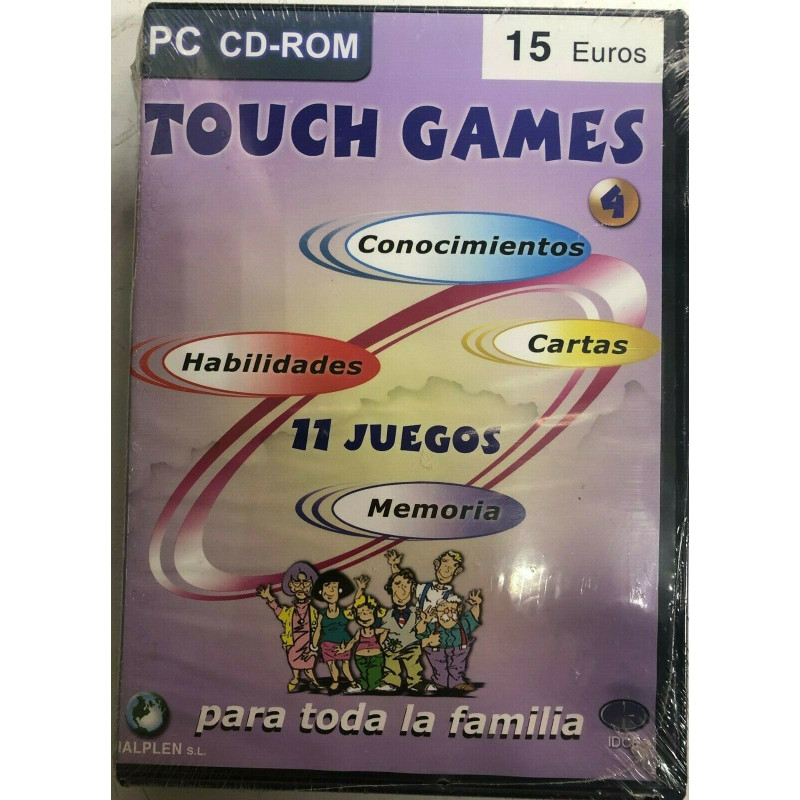 PC CD-ROM
15 Euros
TOUCH GAMES
4
Conocimientos
Cartas
Habilidades
11 JUEGOS
Memoria
para toda la familia
S.L.